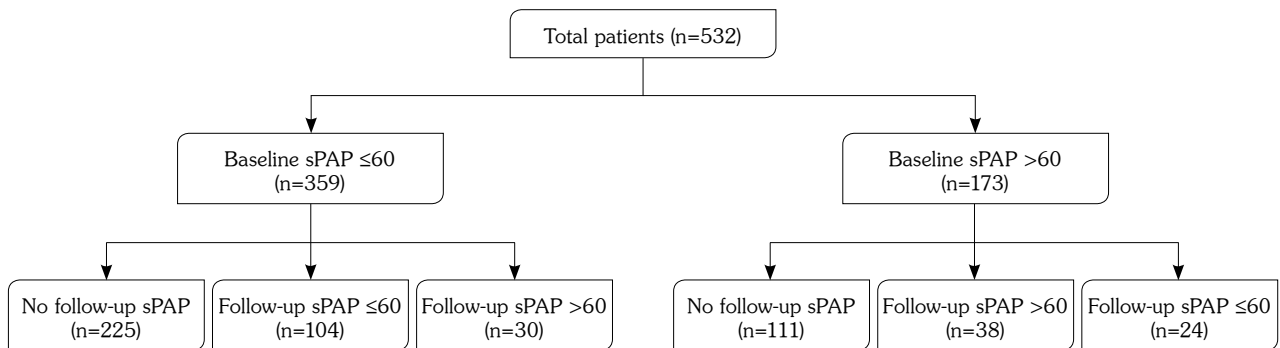 Total patients (n=532)
Baseline sPAP ≤60
(n=359)
Baseline sPAP >60
(n=173)
No follow-up sPAP
(n=225)
Follow-up sPAP ≤60
(n=104)
Follow-up sPAP >60
(n=30)
No follow-up sPAP
(n=111)
Follow-up sPAP >60
(n=38)
Follow-up sPAP ≤60
(n=24)